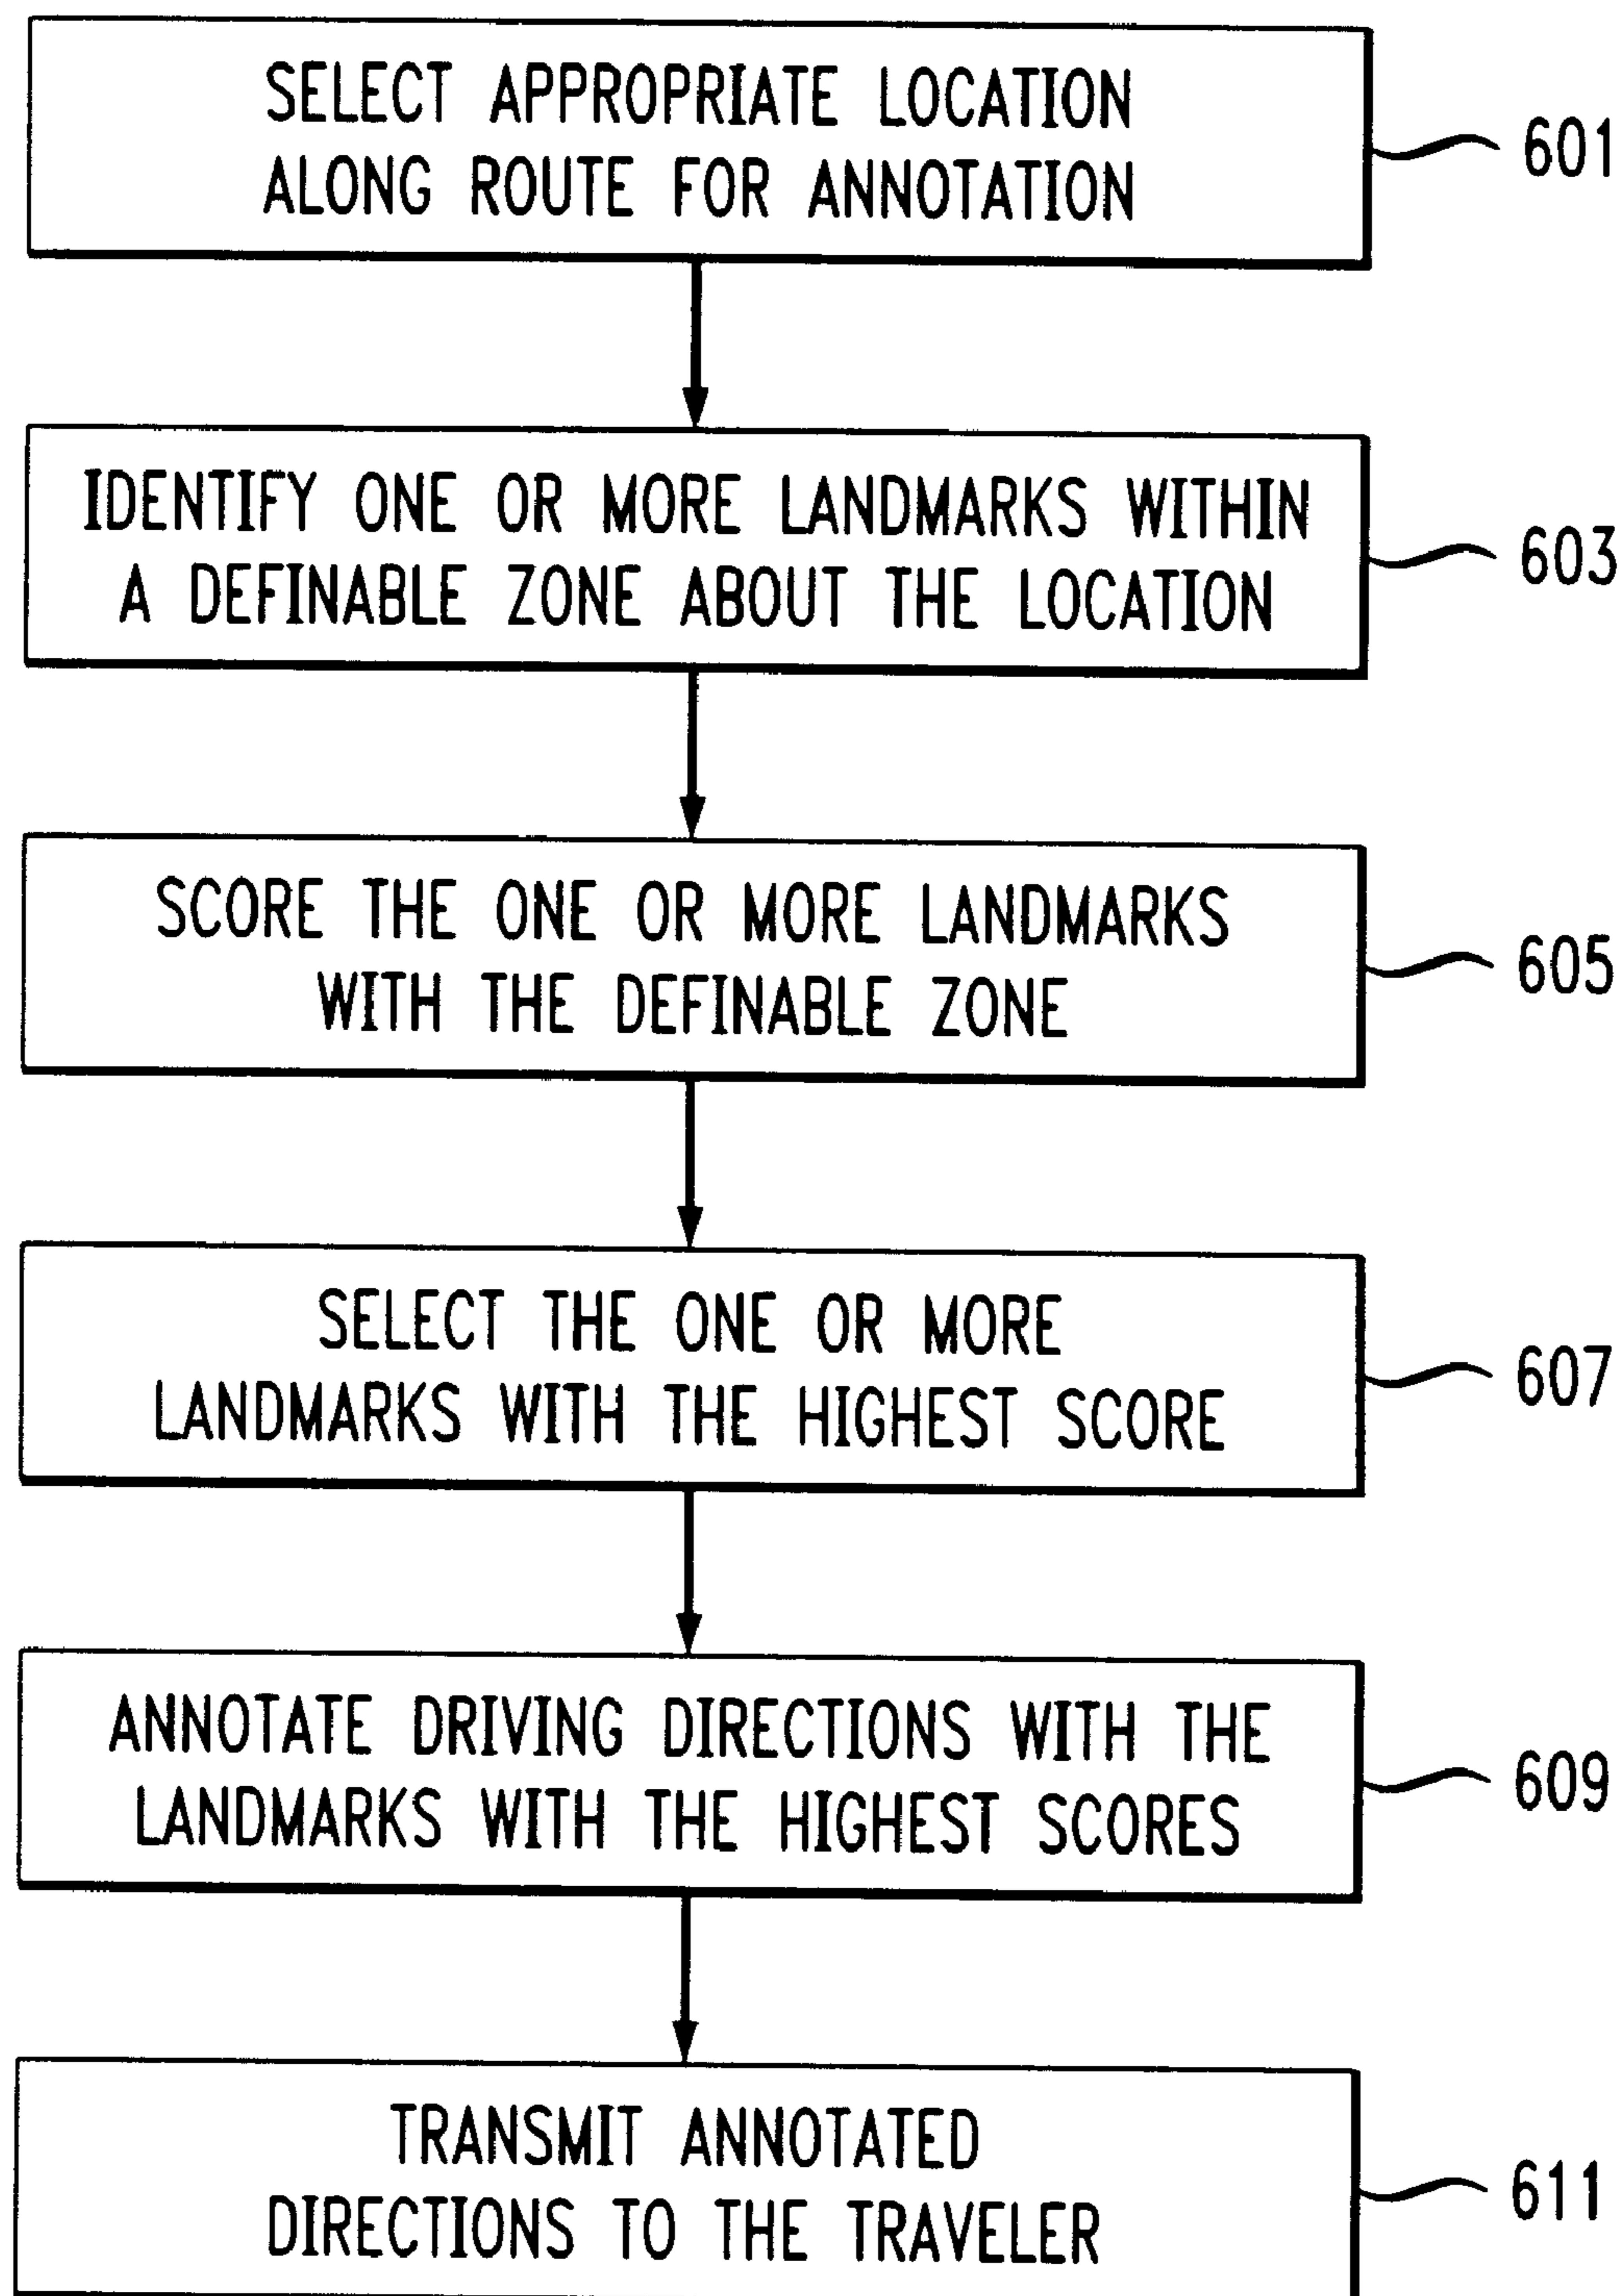 SELECT APPROPRIATE LOCATION
ALONG ROUTE FOR ANNOTATION
601
IDENTIFY ONE OR MORE LANDMARKS WITHIN
A DEFINABLE ZONE ABOUT THE LOCATION
603
SCORE THE ONE OR MORE LANDMARKS
WITH THE DEFINABLE ZONE
605
SELECT THE ONE OR MORE
LANDMARKS WITH THE HIGHEST SCORE
607
ANNOTATE DRIVING DIRECTIONS WITH THE
LANDMARKS WITH THE HIGHEST SCORES
609
TRANSMIT ANNOTATED
DIRECTIONS TO THE TRAVELER
611